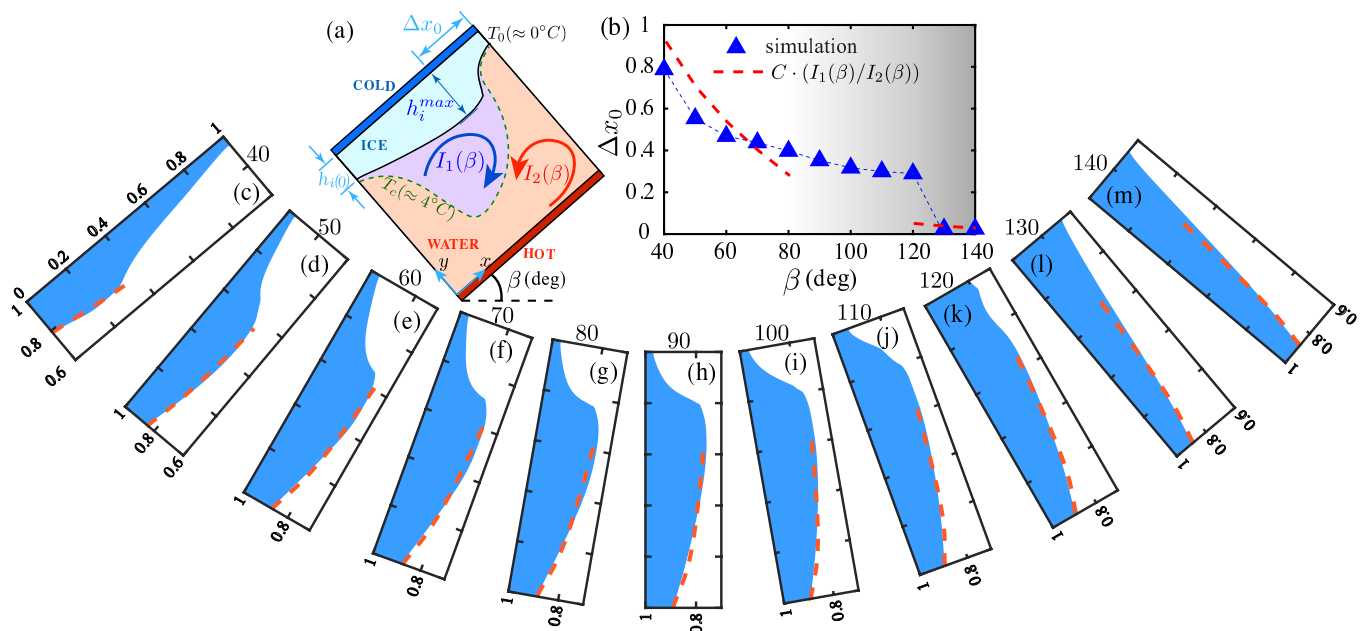 (a)
Δx₀
T₀(≈ 0°C)
COLD
hᵢᵐᵃˣ
ICE
I₁(β)
I₂(β)
hᵢ(0)
T_c(≈ 4°C)
WATER
HOT
y
x
β (deg)
(b)
1
0.8
0.6
0.4
0.2
0
Δx₀
simulation
C · (I₁(β)/I₂(β))
40 60 80 100 120 140
β (deg)
40
(c)
1
0.8
0.6
0.4
0.2
0
1
0.8
0.6
50
(d)
1
0.8
0.6
60
(e)
1
0.8
70
(f)
1
0.8
80
(g)
1
0.8
90
(h)
1
0.8
100
(i)
1
0.8
110
(j)
1
0.8
120
(k)
1
0.8
130
(l)
1
0.8
0.6
140
(m)
1
0.8
0.6